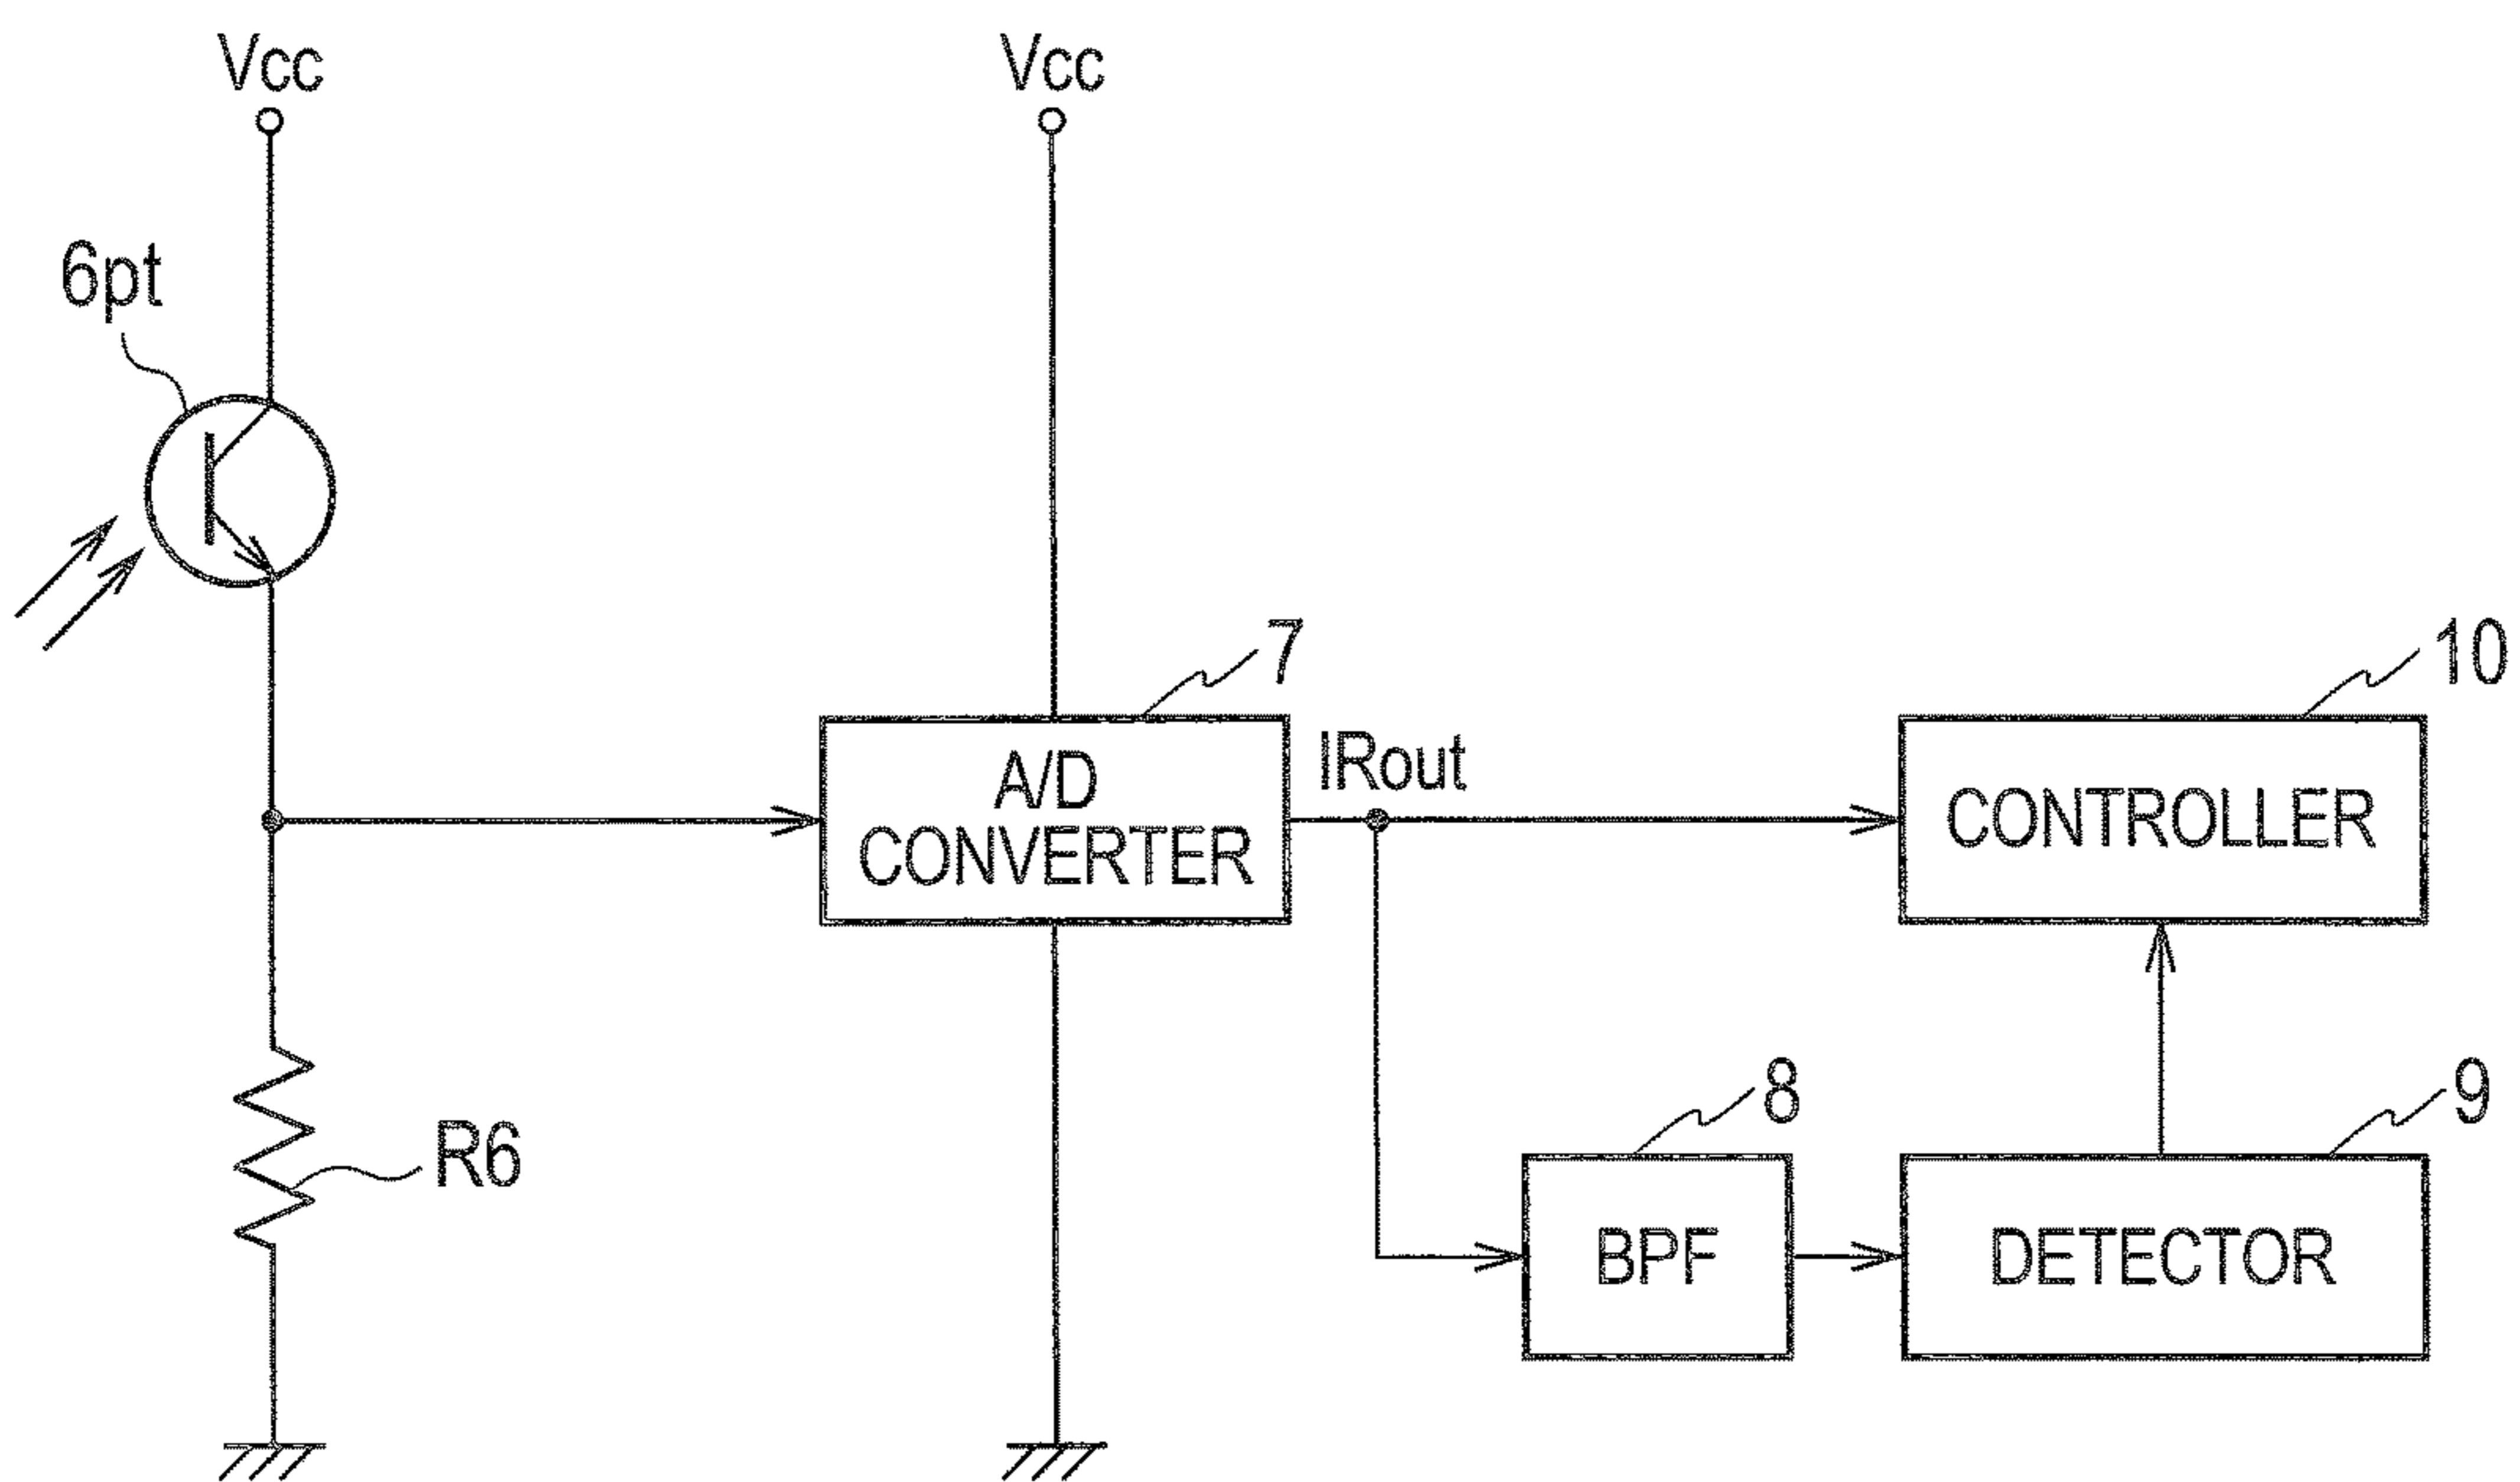 Vcc
Vcc
6pt
7
10
A/D
CONVERTER
IRout
CONTROLLER
R6
8
9
BPF
DETECTOR